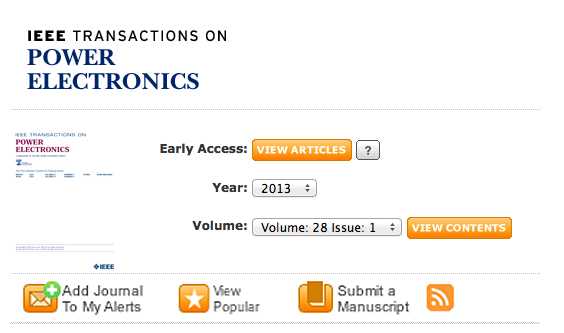 IEEE TRANSACTIONS ON
POWER
ELECTRONICS
IEEE TRANSACTIONS ON
POWER
ELECTRONICS
Early Access: VIEW ARTICLES ?
Year: 2013
Volume: Volume: 28 Issue: 1 VIEW CONTENTS
IEEE
Add Journal
To My Alerts
View
Popular
Submit a
Manuscript